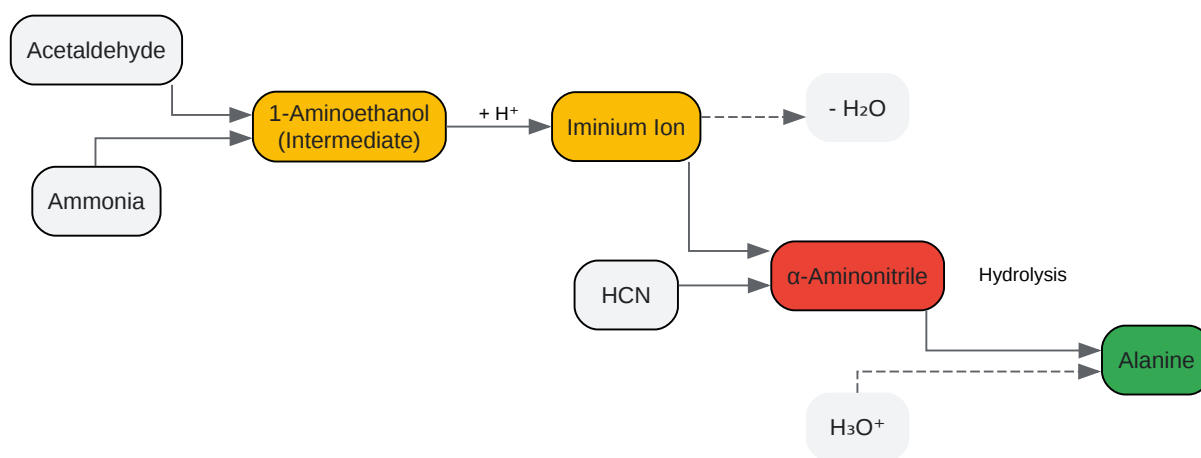 Acetaldehyde
Ammonia
1-Aminoethanol
(Intermediate)
+ H⁺
Iminium Ion
- H₂O
HCN
α-Aminonitrile
Hydrolysis
H₃O⁺
Alanine